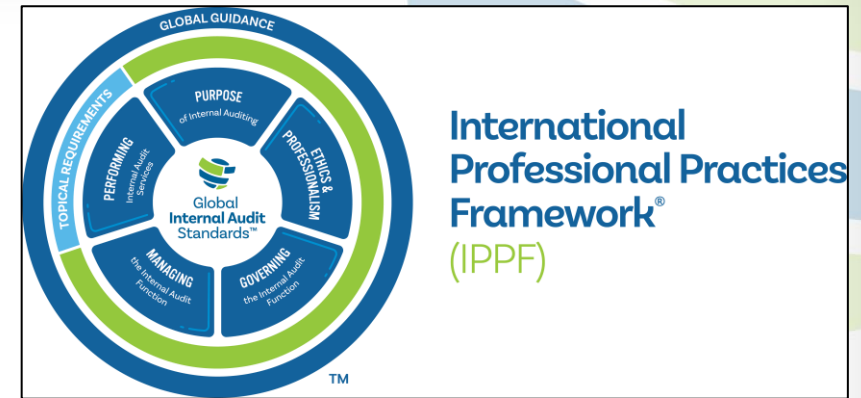 GLOBAL GUIDANCE
TOPICAL REQUIREMENTS
PURPOSE
of Internal Auditing
ETHICS &
PROFESSIONALISM
GOVERNING
the Internal Audit
Function
MANAGING
the Internal Audit
Function
PERFORMING
Internal Audit
Services
Global
Internal Audit
Standards™
TM
International
Professional Practices
Framework®
(IPPF)